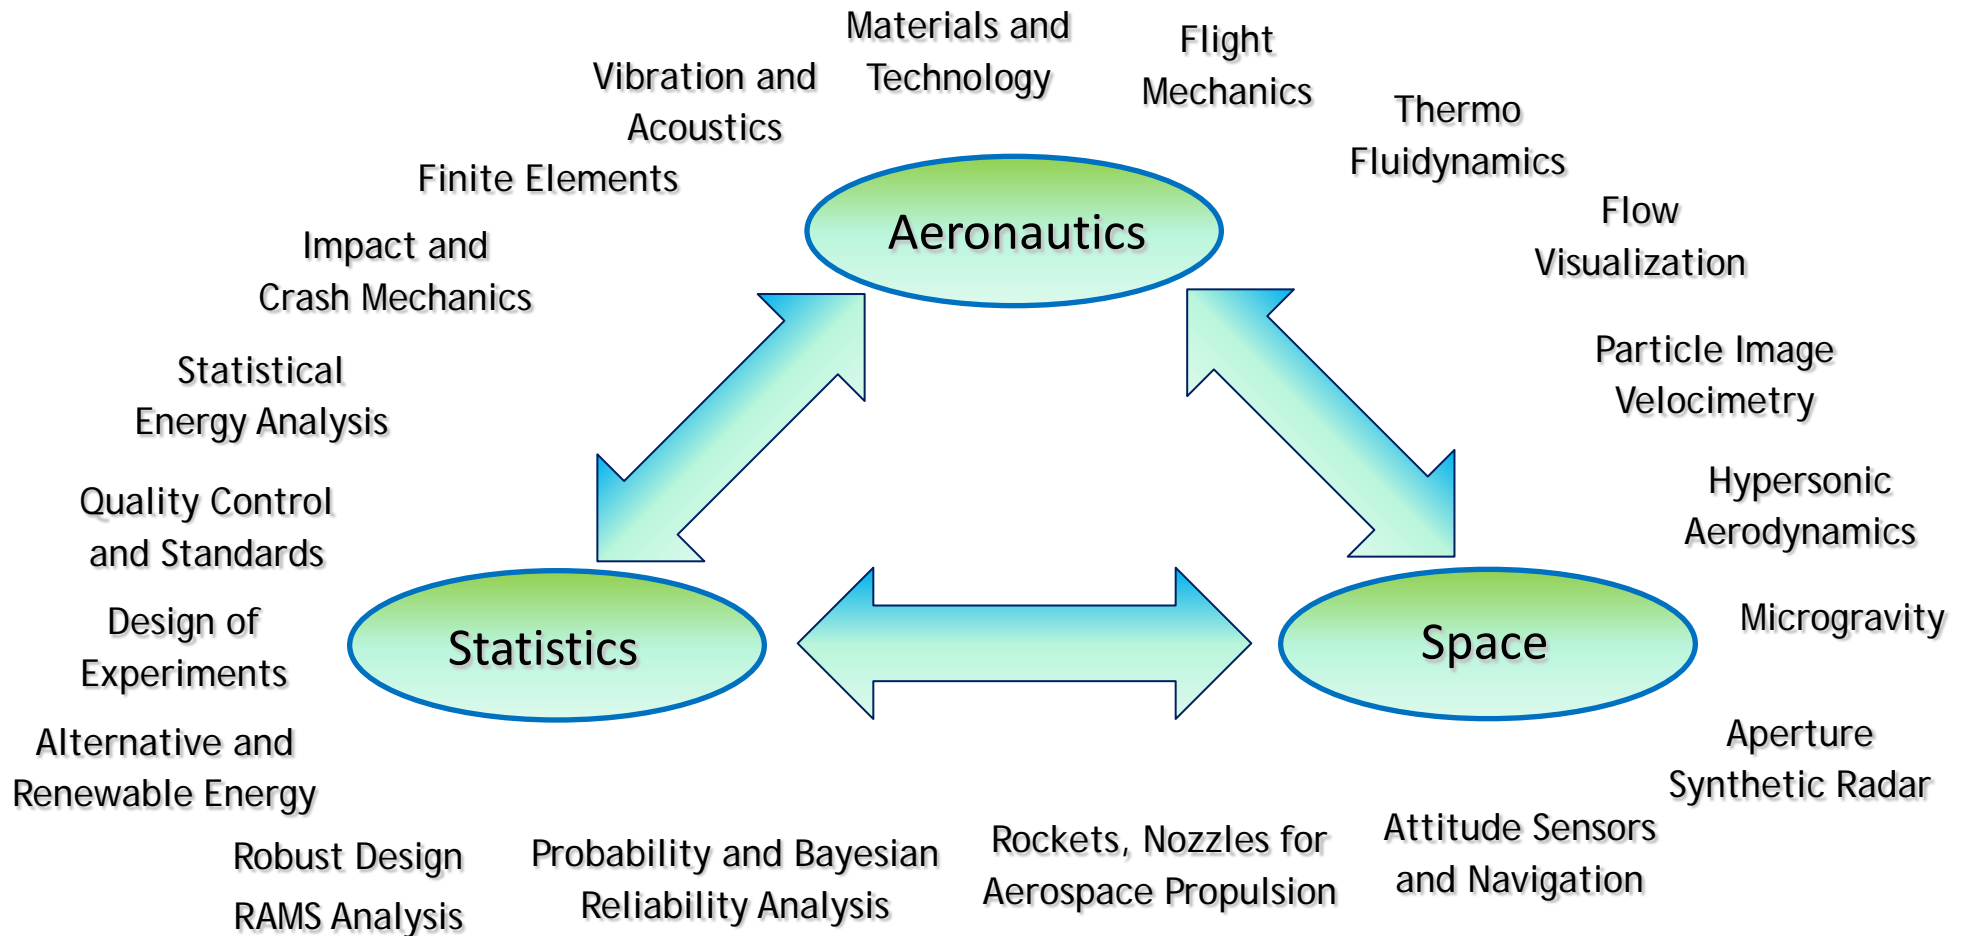 Materials and
Technology
Flight
Mechanics
Vibration and
Acoustics
Thermo
Fluidynamics
Finite Elements
Flow
Visualization
Aeronautics
Impact and
Crash Mechanics
Particle Image
Velocimetry
Statistical
Energy Analysis
Hypersonic
Aerodynamics
Quality Control
and Standards
Microgravity
Design of
Experiments
Statistics
Space
Aperture
Synthetic Radar
Alternative and
Renewable Energy
Attitude Sensors
and Navigation
Rockets, Nozzles for
Aerospace Propulsion
Probability and Bayesian
Reliability Analysis
Robust Design
RAMS Analysis